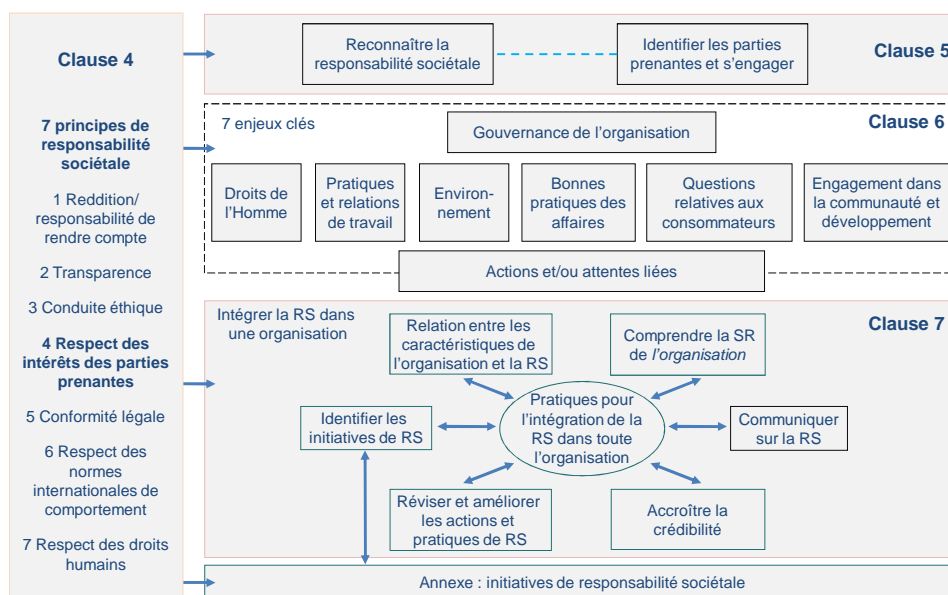 Clause 4
7 principes de
responsabilité
sociétale
1 Reddition/
responsabilité de
rendre compte
2 Transparence
3 Conduite éthique
4 Respect des
intérêts des parties
prenantes
5 Conformité légale
6 Respect des
normes
internationales de
comportement
7 Respect des droits
humains
Reconnaître la
responsabilité sociétale
Identifier les parties
prenantes et s’engager
Clause 5
7 enjeux clés
Gouvernance de l’organisation
Clause 6
Droits de
l’Homme
Pratiques
et relations
de travail
Environ-
nement
Bonnes
pratiques des
affaires
Questions
relatives aux
consommateurs
Engagement dans
la communauté et
développement
Actions et/ou attentes liées
Intégrer la RS dans
une organisation
Clause 7
Relation entre les
caractéristiques de
l’organisation et la RS
Comprendre la SR
de l’organisation
Identifier les
initiatives de RS
Pratiques pour
l’intégration de la
RS dans toute
l’organisation
Communiquer
sur la RS
Réviser et améliorer
les actions et
pratiques de RS
Accroître la
crédibilité
Annexe : initiatives de responsabilité sociétale